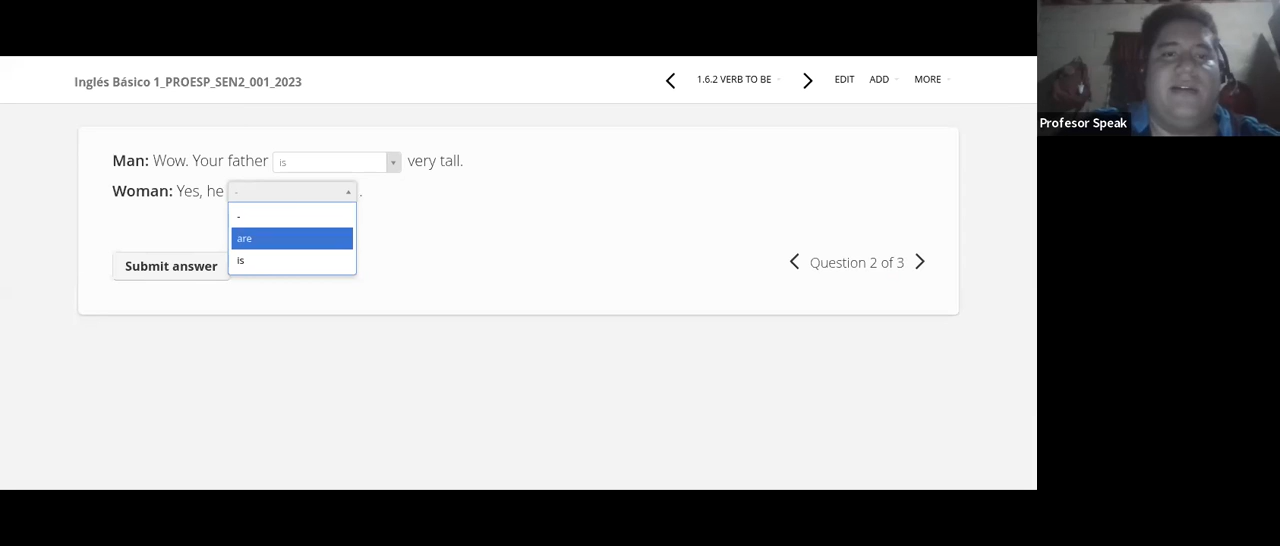 Inglés Básico 1_PROESP_SEN2_001_2023
1.6.2 VERB TO BE
EDIT
ADD
MORE
Profesor Speak
Man: Wow. Your father is very tall.
Woman: Yes, he - .
-
are
is
Submit answer
Question 2 of 3